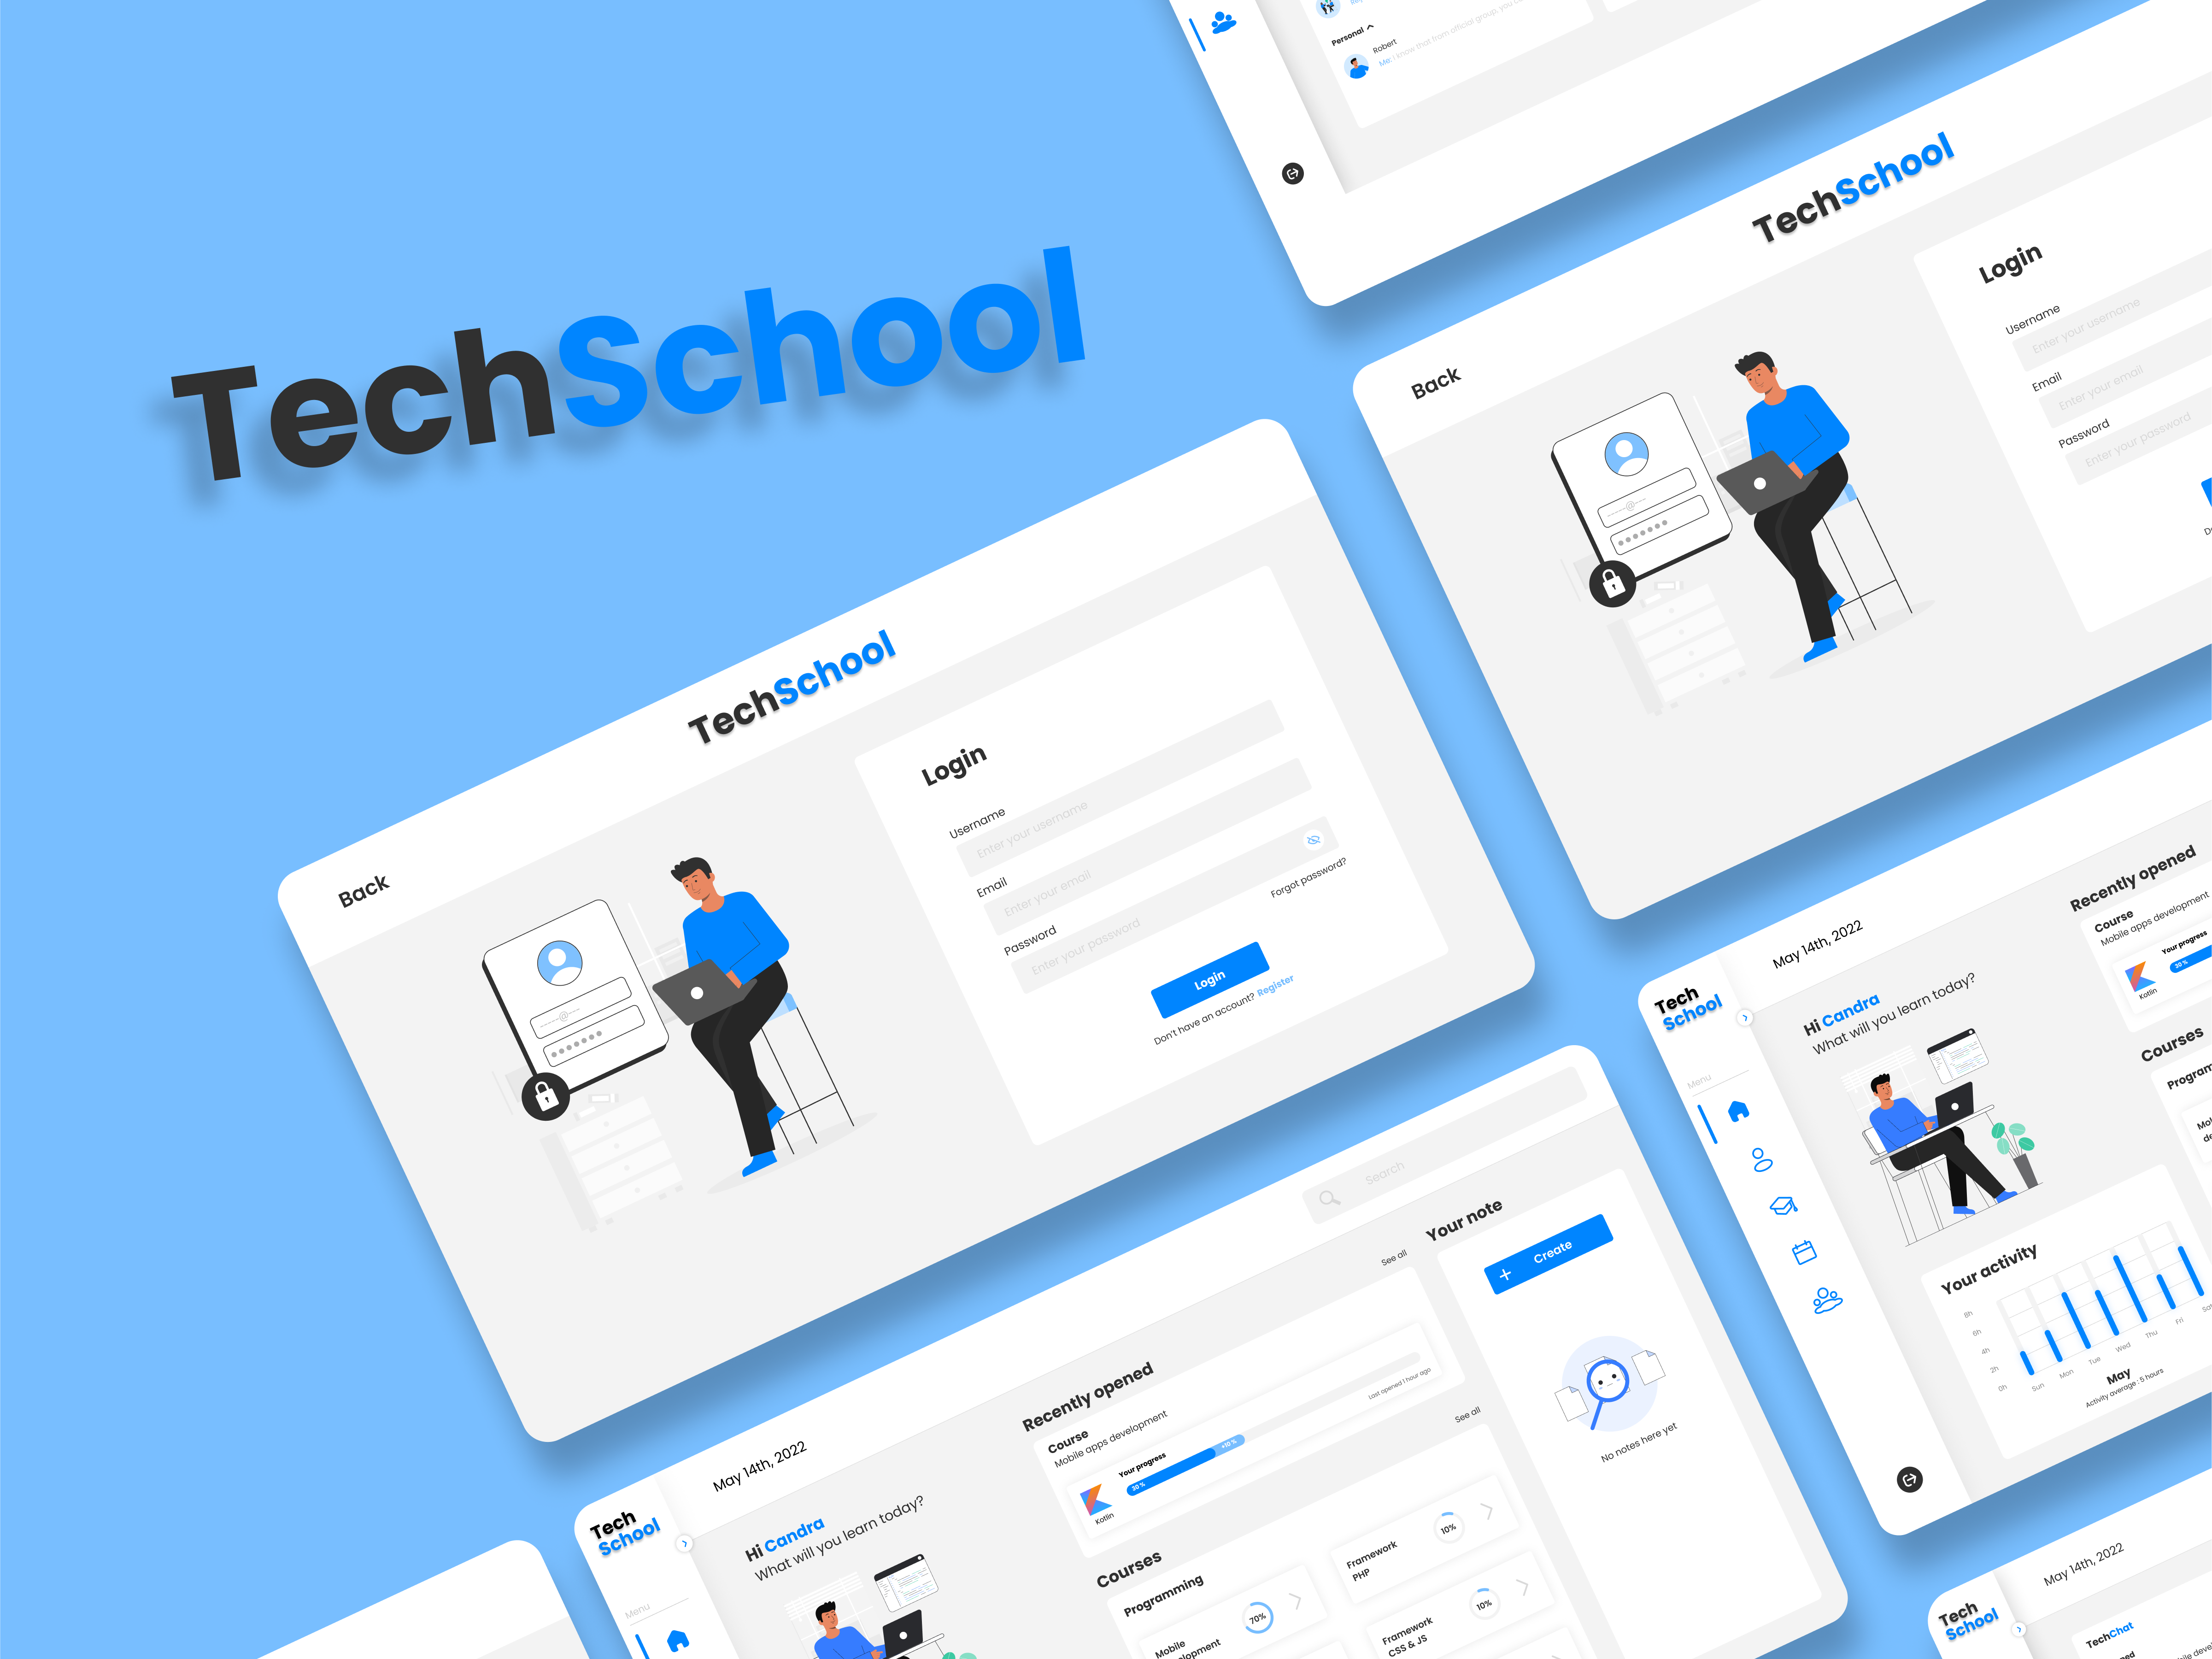 TechSchool
Personal
Robert
Me: I know that from official group, you
TechSchool
Back
Login
Username
Enter your username
Email
Enter your email
Password
Enter your password
TechSchool
Back
Login
Username
Enter your username
Email
Enter your email
Password
Enter your password
Forgot password?
Login
Don't have an account? Register
Tech
School
May 14th, 2022
Hi Candra
What will you learn today?
Menu
Recently opened
Course
Mobile apps development
Your progress
30 %
Kotlin
Courses
Your activity
8h
6h
4h
2h
0h
Sun
Mon
Tue
Wed
Thu
Fri
May
Activity average : 5 hours
Search
Tech
School
May 14th, 2022
Hi Candra
What will you learn today?
Menu
Recently opened
See all
Course
Mobile apps development
Your progress
30 %
+10 %
Kotlin
Last opened 1 hour ago
Courses
See all
Programming
Mobile
70%
Framework
PHP
10%
Framework
CSS & JS
10%
Your note
Create
No notes here yet
Tech
School
May 14th, 2022
TechChat